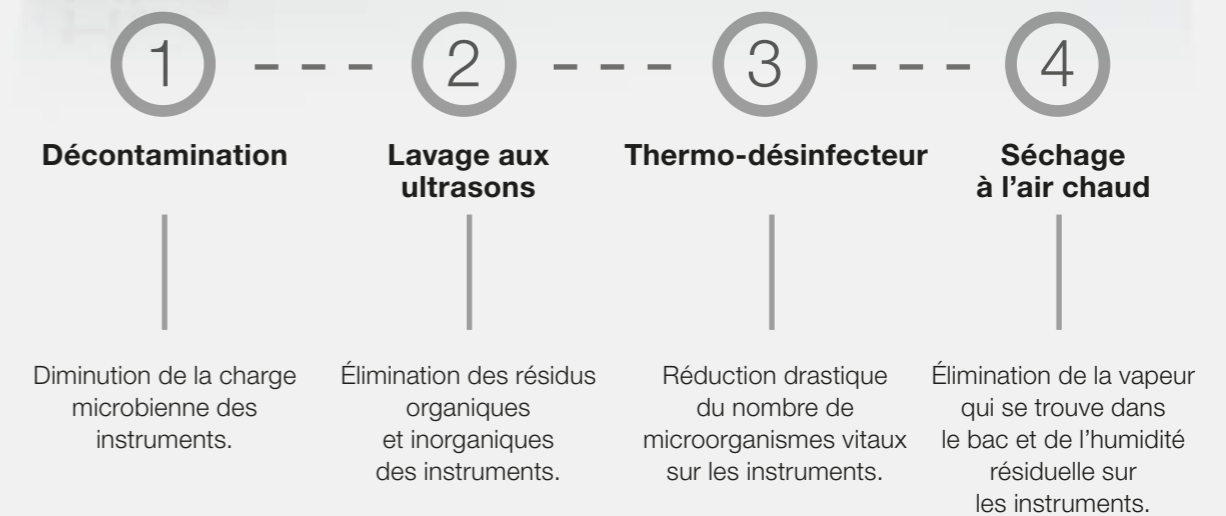 1
2
3
4
Décontamination
Lavage aux
ultrasons
Thermo-désinfecteur
Séchage
à l’air chaud
Diminution de la charge
microbienne des
instruments.
Élimination des résidus
organiques
et inorganiques
des instruments.
Réduction drastique
du nombre de
microorganismes vitaux
sur les instruments.
Élimination de la vapeur
qui se trouve dans
le bac et de l’humidité
résiduelle sur
les instruments.